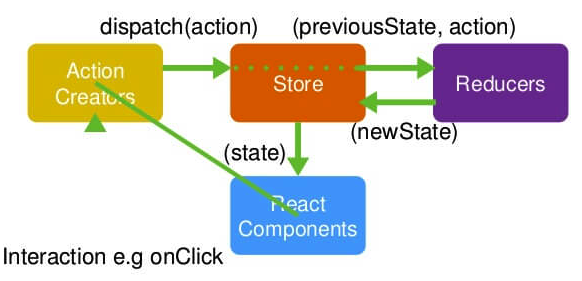 dispatch(action)
(previousState, action)
Action
Creators
Store
Reducers
(newState)
(state)
React
Components
Interaction e.g onClick